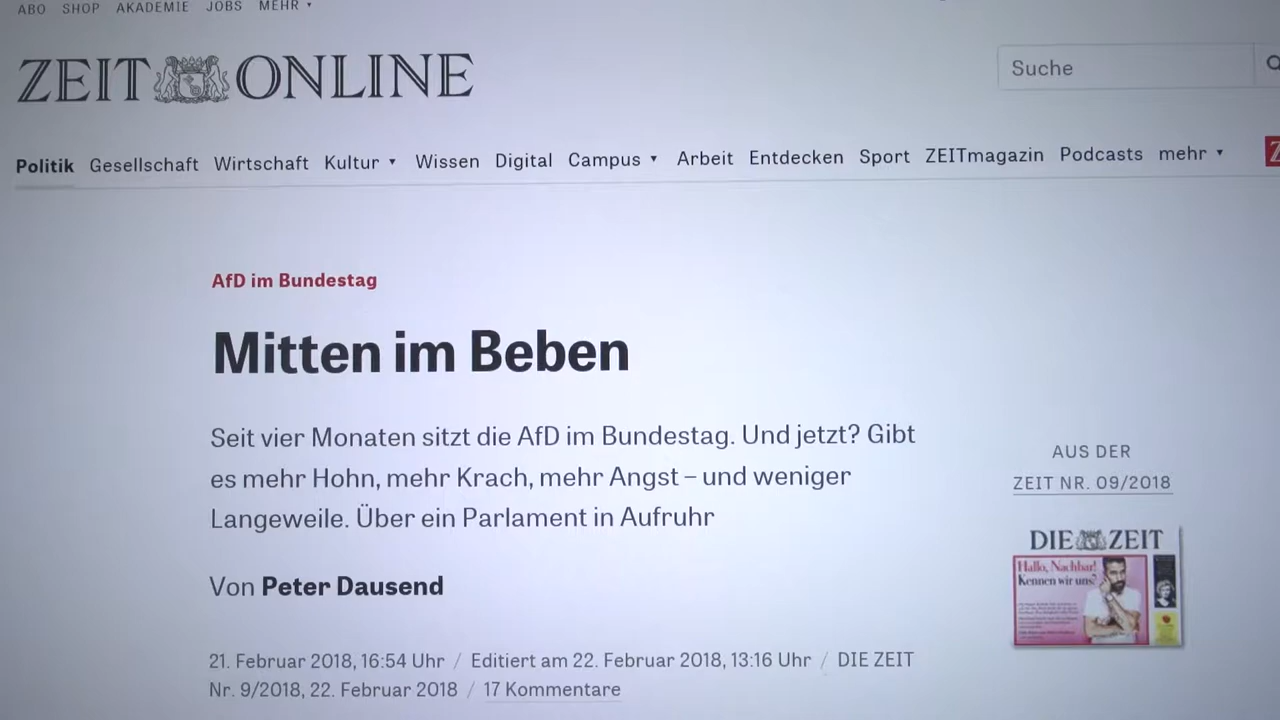 ABO SHOP AKADEMIE JOBS MEHR
ZEIT ONLINE
Suche
Politik Gesellschaft Wirtschaft Kultur Wissen Digital Campus Arbeit Entdecken Sport ZEITmagazin Podcasts mehr
Z
AfD im Bundestag
Mitten im Beben
Seit vier Monaten sitzt die AfD im Bundestag. Und jetzt? Gibt
es mehr Hohn, mehr Krach, mehr Angst – und weniger
Langeweile. Über ein Parlament in Aufruhr
Von Peter Dausend
21. Februar 2018, 16:54 Uhr / Editiert am 22. Februar 2018, 13:16 Uhr / DIE ZEIT
Nr. 9/2018, 22. Februar 2018 / 17 Kommentare
AUS DER
ZEIT NR. 09/2018
DIE ZEIT
Hallo, Nachbar!
Kennen wir uns?